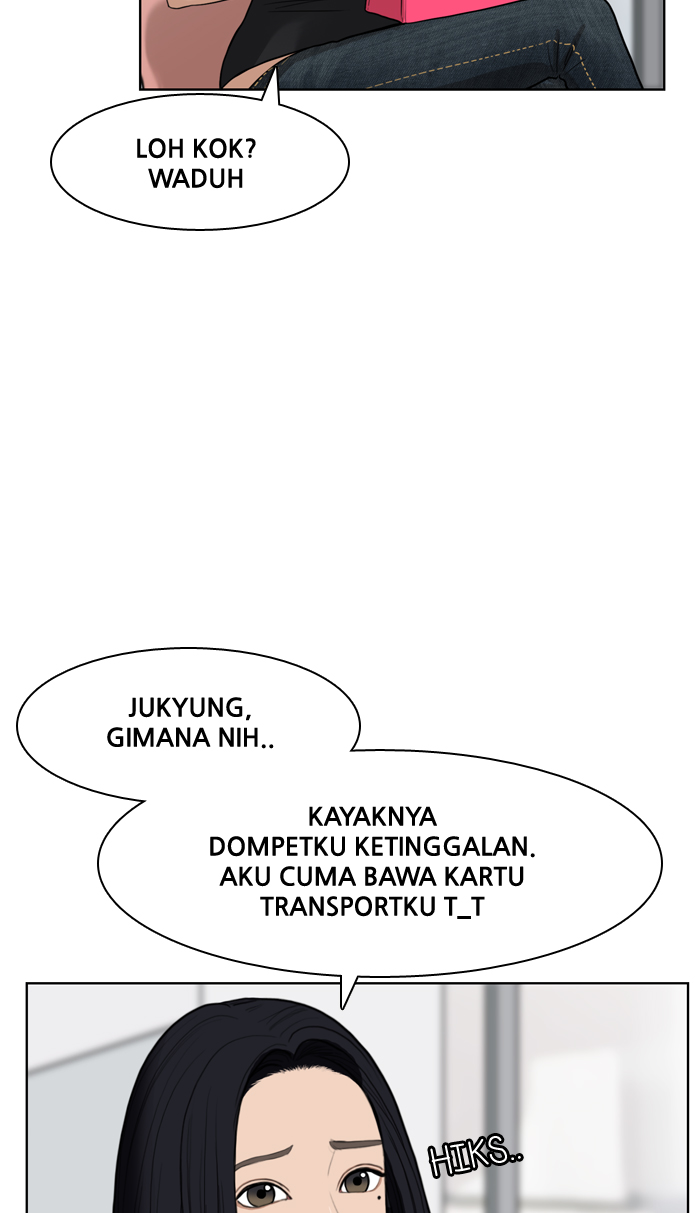 LOH KOK?
WADUH
JUKYUNG,
GIMANA NIH..
KAYAKNYA
DOMPETKU KETINGGALAN.
AKU CUMA BAWA KARTU
TRANSPORTKU T_T
HIKS..